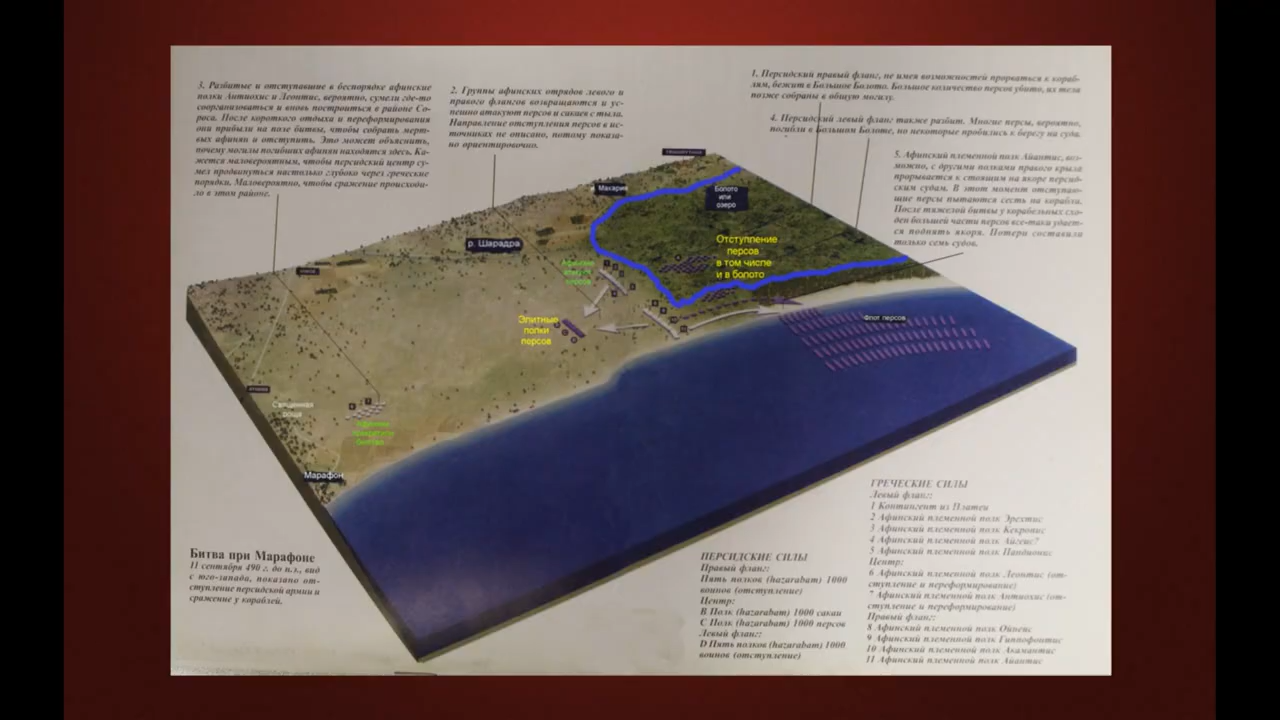 3. Разбитые и отступавшие в беспорядке афинские
полки Антиохис и Леонтис, вероятно, сумели где-то
соорганизоваться и вновь построиться в районе Со-
роса. После короткого отдыха и переформирования
они прибыли на поле битвы, чтобы собрать мерт-
вых афинян и отступить. Это может объяснить,
почему могилы погибших афинян находятся здесь. Ка-
жется маловероятным, чтобы персидский центр су-
мел продвинуться настолько глубоко через греческие
порядки. Маловероятно, чтобы сражение происходи-
ло в этом районе.
2. Группы афинских отрядов левого и
правого флангов возвращаются и ус-
пешно атакуют персов и сакаев с тыла.
Направление отступления персов в ис-
точниках не описано, потому показа-
но ориентировочно.
1. Персидский правый фланг, не имея возможностей прорваться к кораб-
лям, бежит в Большое Болото. Большое количество персов убито, их тела
позже собраны в общую могилу.
4. Персидский левый фланг также разбит. Многие персы, вероятно,
погибли в Большом Болоте, но некоторые пробились к берегу на суда.
5. Афинский племенной полк Айантис, воз-
можно, с другими полками правого крыла
прорывается к стоящим на якоре персид-
ским судам. В этот момент отступаю-
щие персы пытаются сесть на корабли.
После тяжелой битвы у корабельных схо-
ден большей части персов все-таки удает-
ся поднять якоря. Потери составили
только семь судов.
Макария
Болото
или
озеро
р. Шарадра
Отступление
персов
в том числе
и в болото
Афиняне
персов
Элитные
полки
персов
Флот персов
Священная
роща
Афиняне
Марафон
Битва при Марафоне
11 сентября 490 г. до н.э., вид
с юго-запада, показано от-
ступление персидской армии и
сражение у кораблей.
ПЕРСИДСКИЕ СИЛЫ
Правый фланг:
Пять полков (hazarabam) 1000
воинов (отступление)
Центр:
В Полк (hazarabam) 1000 сакаи
С Полк (hazarabam) 1000 персов
Левый фланг:
D Пять полков (hazarabam) 1000
воинов (отступление)
ГРЕЧЕСКИЕ СИЛЫ
Левый фланг:
1 Контингент из Платеи
2 Афинский племенной полк Эрехтис
3 Афинский племенной полк Кекропис
4 Афинский племенной полк Айгеис?
5 Афинский племенной полк Пандионис
Центр:
6 Афинский племенной полк Леонтис (от-
ступление и переформирование)
7 Афинский племенной полк Антиохис (от-
ступление и переформирование)
Правый фланг:
8 Афинский племенной полк Ойнеис
9 Афинский племенной полк Гиппофонтис
10 Афинский племенной полк Акамантис
11 Афинский племенной полк Айантис